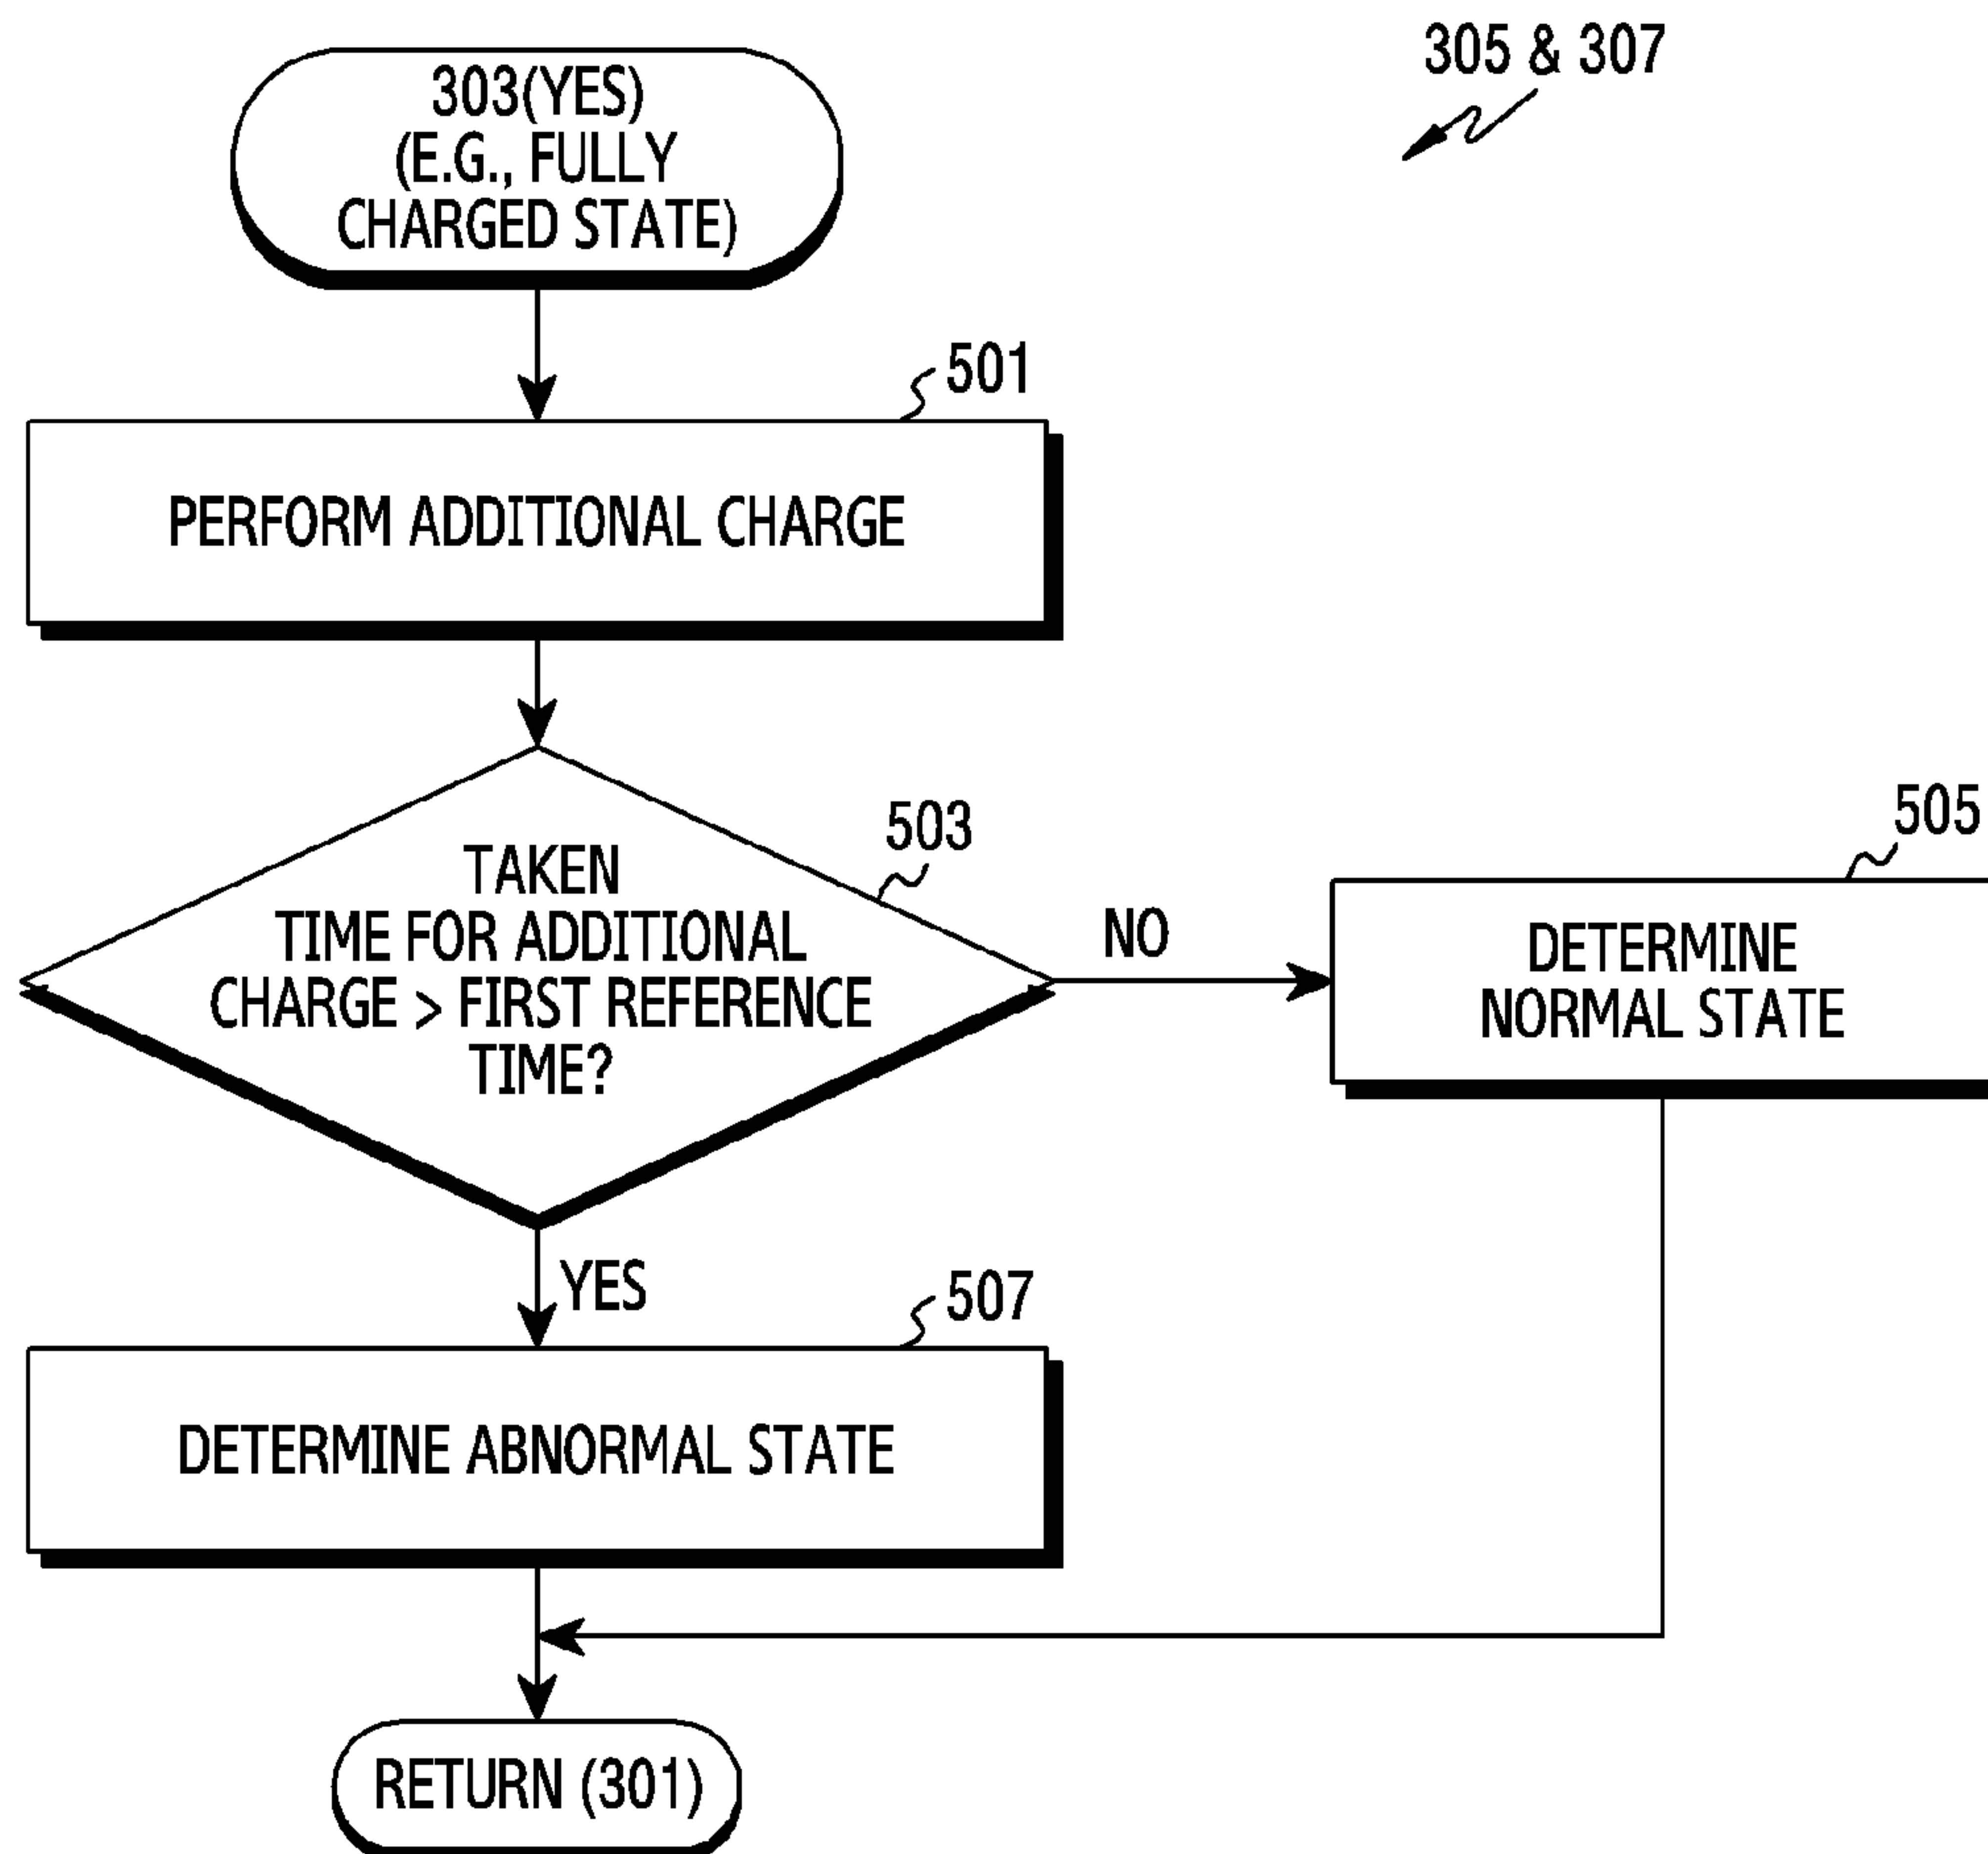 305 & 307
303(YES)
(E.G., FULLY
CHARGED STATE)
501
PERFORM ADDITIONAL CHARGE
503
TAKEN
TIME FOR ADDITIONAL
CHARGE > FIRST REFERENCE
TIME?
NO
505
DETERMINE
NORMAL STATE
YES
507
DETERMINE ABNORMAL STATE
RETURN (301)